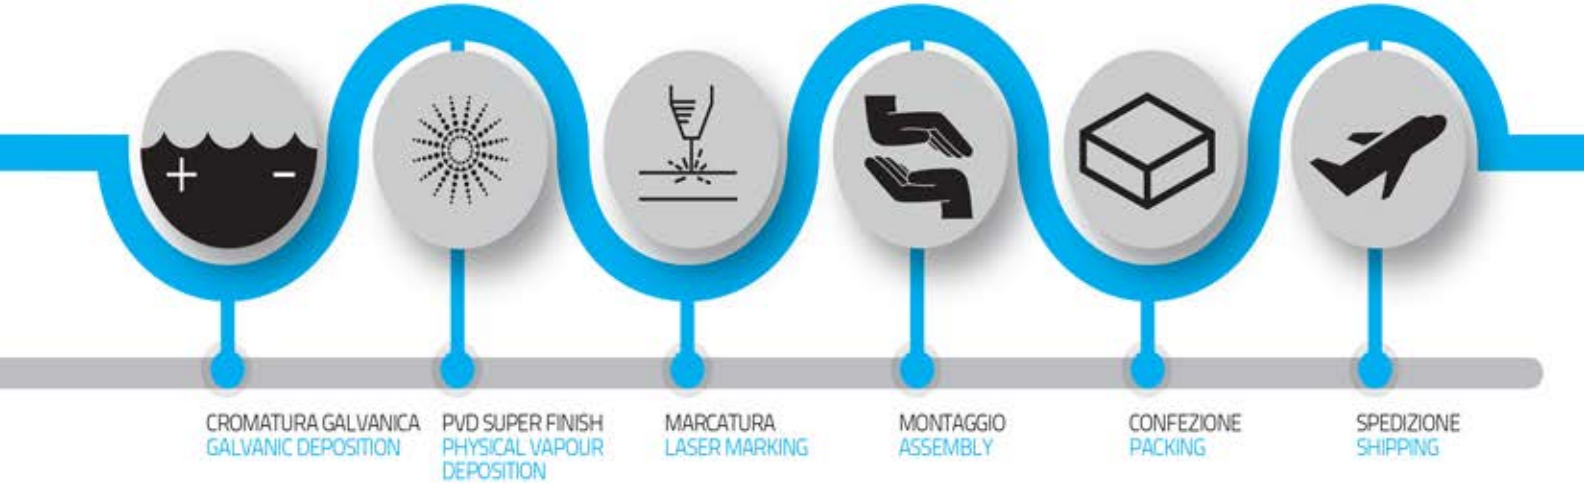 CROMATURA GALVANICA
GALVANIC DEPOSITION
PVD SUPER FINISH
PHYSICAL VAPOUR
DEPOSITION
MARCATURA
LASER MARKING
MONTAGGIO
ASSEMBLY
CONFEZIONE
PACKING
SPEDIZIONE
SHIPPING